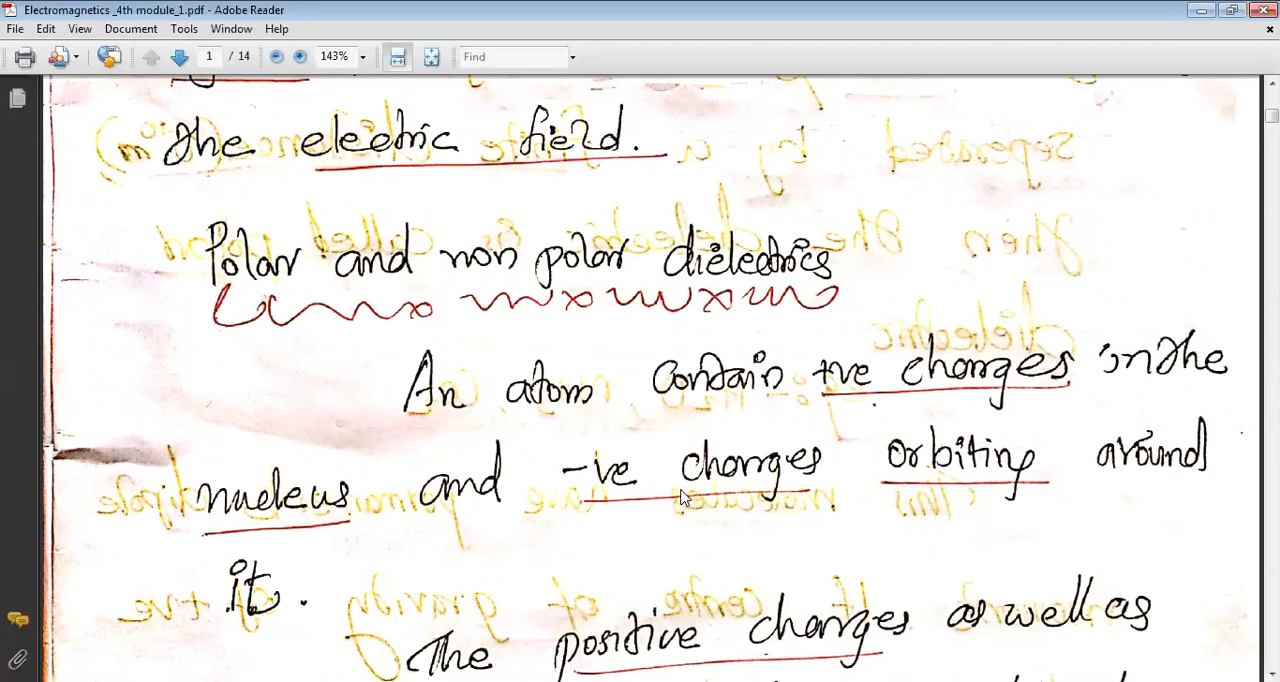 Electromagnetics _4th module_1.pdf - Adobe Reader
File Edit View Document Tools Window Help
1 / 14 143% Find
the electric field.
Polar and non polar dielectrics
An atom contain +ve charges in the
nucleus and -ve charges orbiting around
it.
The positive charges as well as